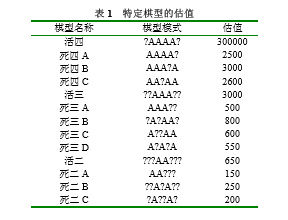 表 1 特定棋型的估值
棋型名称 棋型模式 估值
活四 ?AAAA? 300000
死四 A AAAA? 2500
死四 B AAA?A 3000
死四 C AA?AA 2600
活三 ??AAA?? 3000
死三 A AAA?? 500
死三 B ?A?AA? 800
死三 C A??AA 600
死三 D A?A?A 550
活二 ???AA??? 650
死二 A AA??? 150
死二 B ??A?A?? 250
死二 C ?A??A? 200